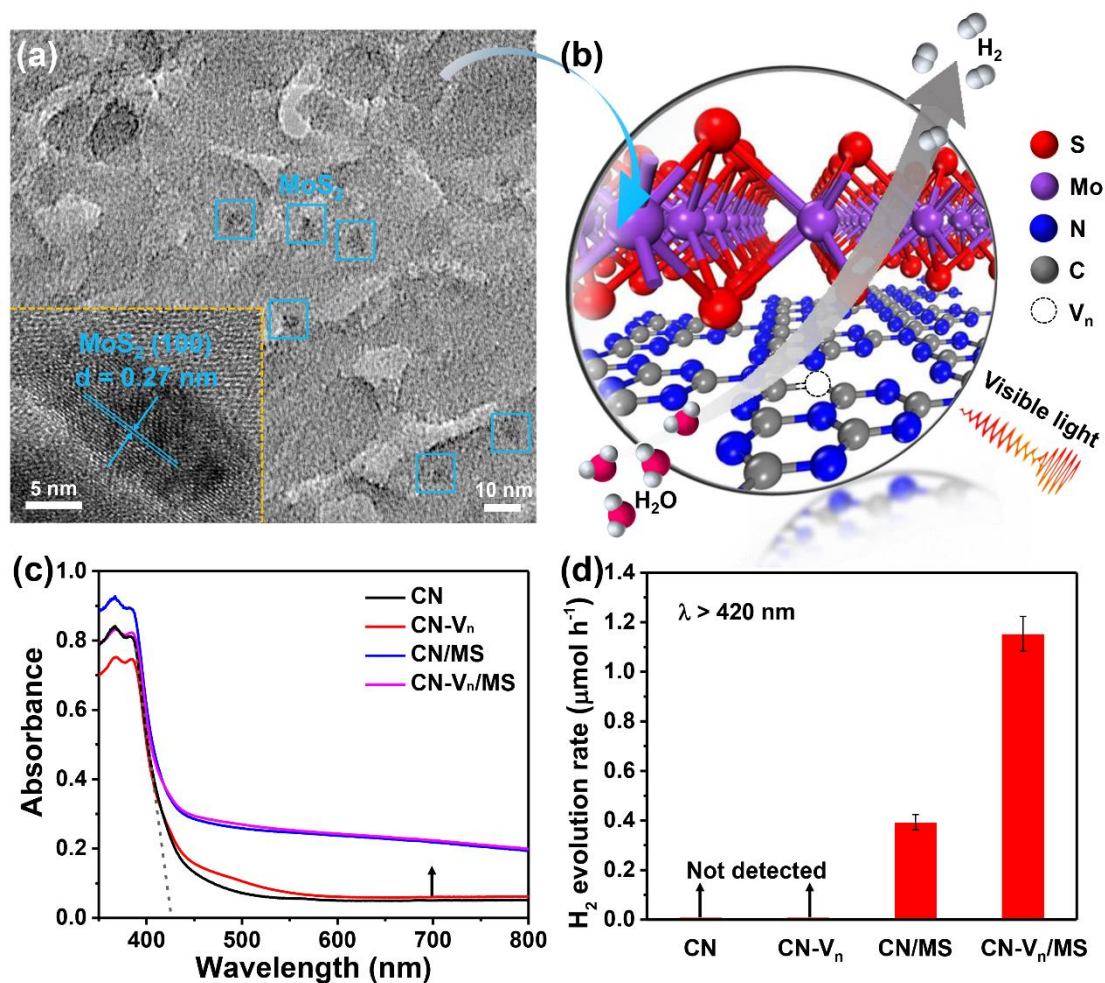 (a)
MoS₂
MoS₂ (100)
d = 0.27 nm
5 nm
10 nm
(b)
H₂
S
Mo
N
C
Vₙ
Visible light
H₂O
(c)
1.0
0.8
0.6
0.4
0.2
0.0
Absorbance
CN
CN-Vₙ
CN/MS
CN-Vₙ/MS
400
500
600
700
800
Wavelength (nm)
(d)
1.4
1.2
1.0
0.8
0.6
0.4
0.2
0.0
H₂ evolution rate (μmol h⁻¹)
λ > 420 nm
Not detected
CN
CN-Vₙ
CN/MS
CN-Vₙ/MS